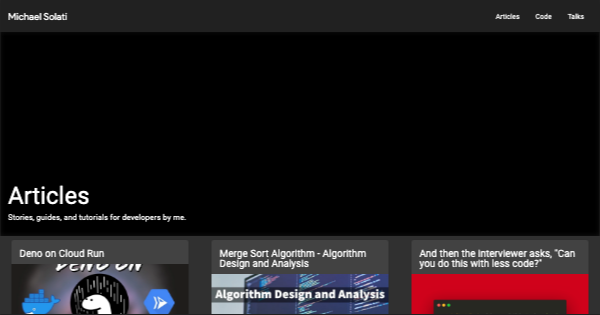 Michael Solati
Articles
Code
Talks
Articles
Stories, guides, and tutorials for developers by me.
Deno on Cloud Run
DENO ON
Merge Sort Algorithm - Algorithm
Design and Analysis
Algorithm Design and Analysis
And then the interviewer asks, "Can
you do this with less code?"